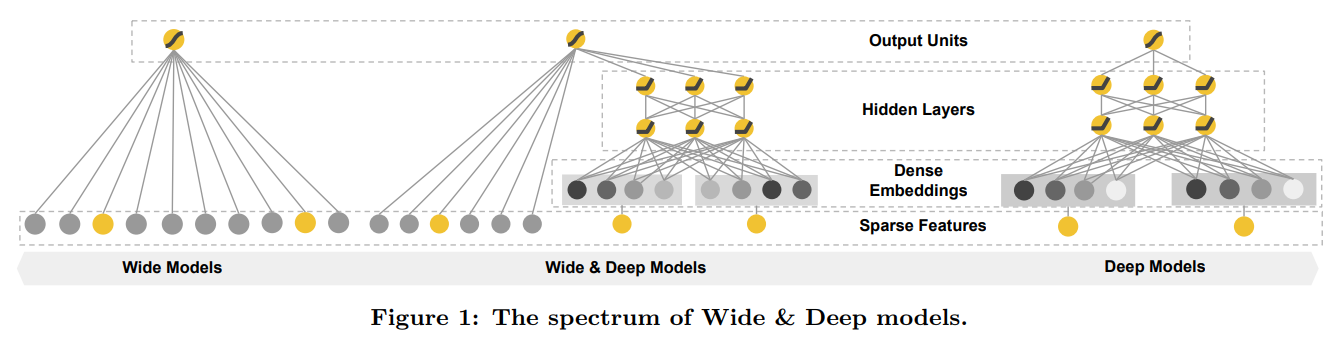 Output Units
Hidden Layers
Dense
Embeddings
Sparse Features
Wide Models
Wide & Deep Models
Deep Models
Figure 1: The spectrum of Wide & Deep models.